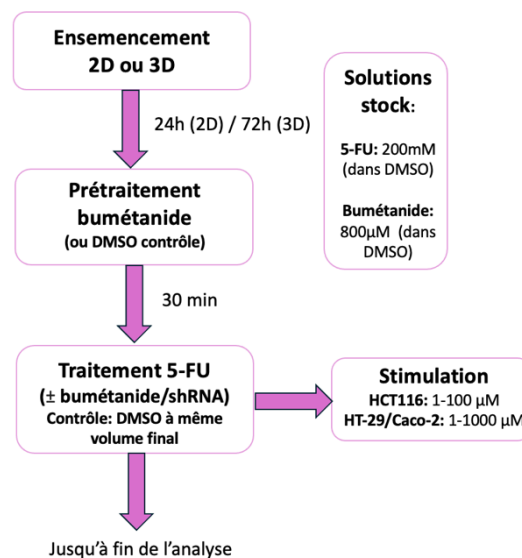 Ensemencement
2D ou 3D
24h (2D) / 72h (3D)
Prétraitement
bumétanide
(ou DMSO contrôle)
30 min
Traitement 5-FU
(± bumétanide/shRNA)
Contrôle: DMSO à même
volume final
Jusqu'à fin de l'analyse
Solutions
stock:
5-FU: 200mM
(dans DMSO)
Bumétanide:
800µM (dans
DMSO)
Stimulation
HCT116: 1-100 µM
HT-29/Caco-2: 1-1000 µM